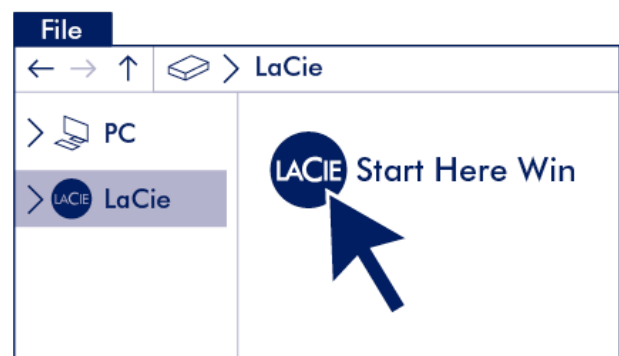 File
LaCie
PC
LACIE LaCie
LACIE Start Here Win